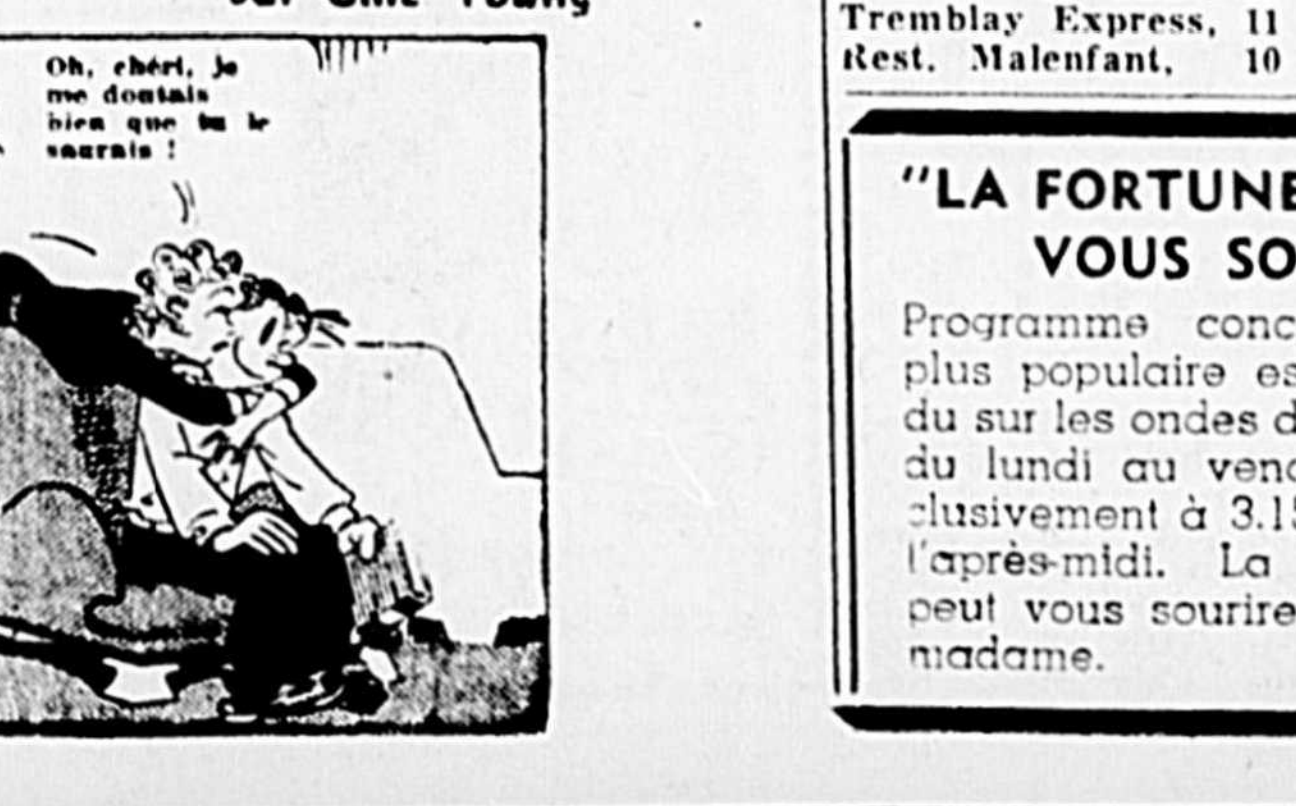 Chic Young
Oh, chéri, je
me doutais
bien que tu le
saurais !
Tremblay Express, 11
Rest. Malenfant, 10
"LA FORTUNE
VOUS SO
Programme conc
plus populaire es
du sur les ondes d
du lundi au vend
clusivement à 3.15
l'après-midi. La
peut vous sourire
madame.